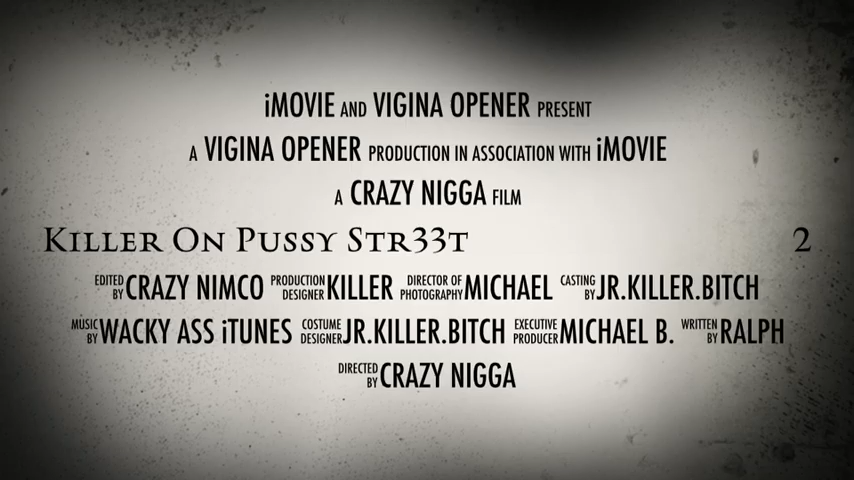 iMOVIE AND VIGINA OPENER PRESENT
A VIGINA OPENER PRODUCTION IN ASSOCIATION WITH iMOVIE
A CRAZY NIGGA FILM
KILLER ON PUSSY STR33T 2
EDITED BY CRAZY NIMCO PRODUCTION DESIGNER KILLER DIRECTOR OF PHOTOGRAPHY MICHAEL CASTING BY JR.KILLER.BITCH
MUSIC BY WACKY ASS iTUNES COSTUME DESIGNER JR.KILLER.BITCH EXECUTIVE PRODUCER MICHAEL B. WRITTEN BY RALPH
DIRECTED BY CRAZY NIGGA